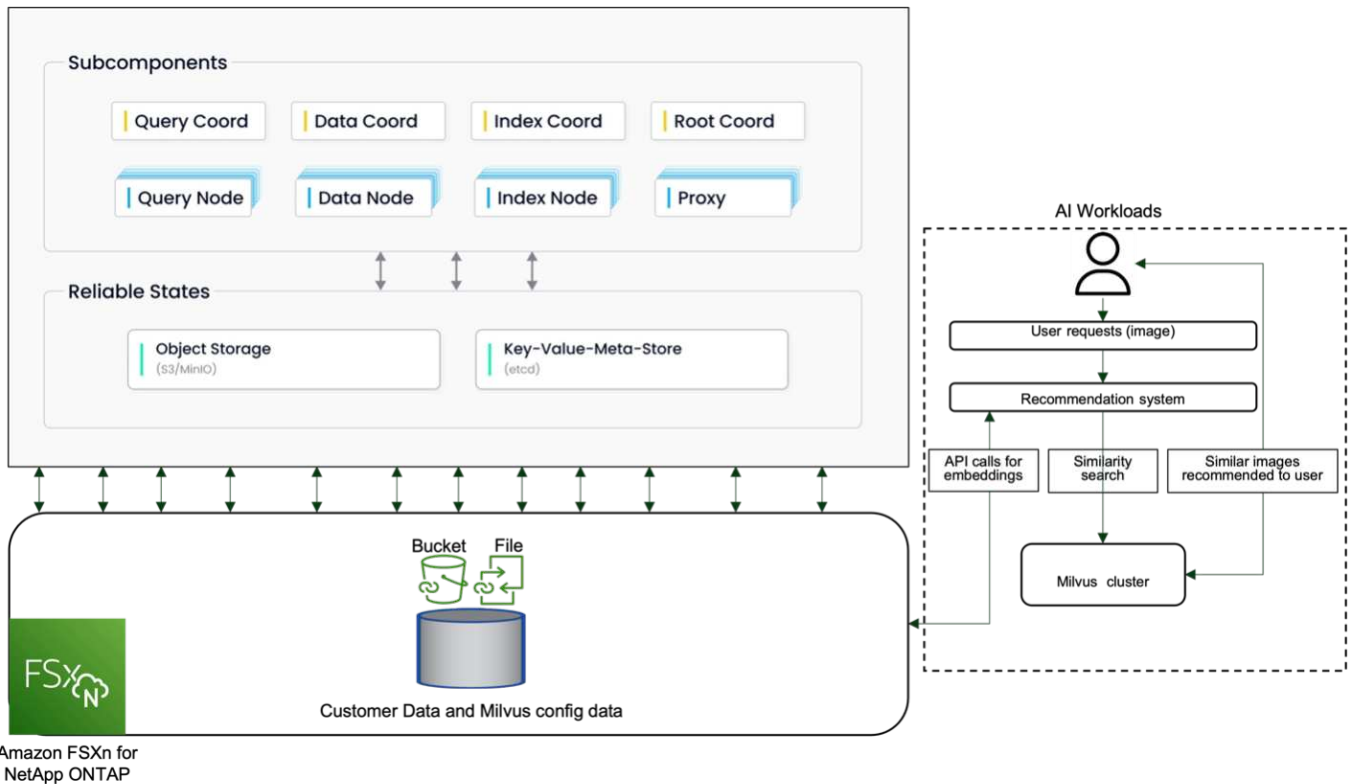 Subcomponents
Query Coord
Data Coord
Index Coord
Root Coord
Query Node
Data Node
Index Node
Proxy
Reliable States
Object Storage
(S3/MinIO)
Key-Value-Meta-Store
(etcd)
Bucket
File
FSx
N
Customer Data and Milvus config data
Amazon FSXn for
NetApp ONTAP
AI Workloads
User requests (image)
Recommendation system
API calls for
embeddings
Similarity
search
Similar images
recommended to user
Milvus cluster